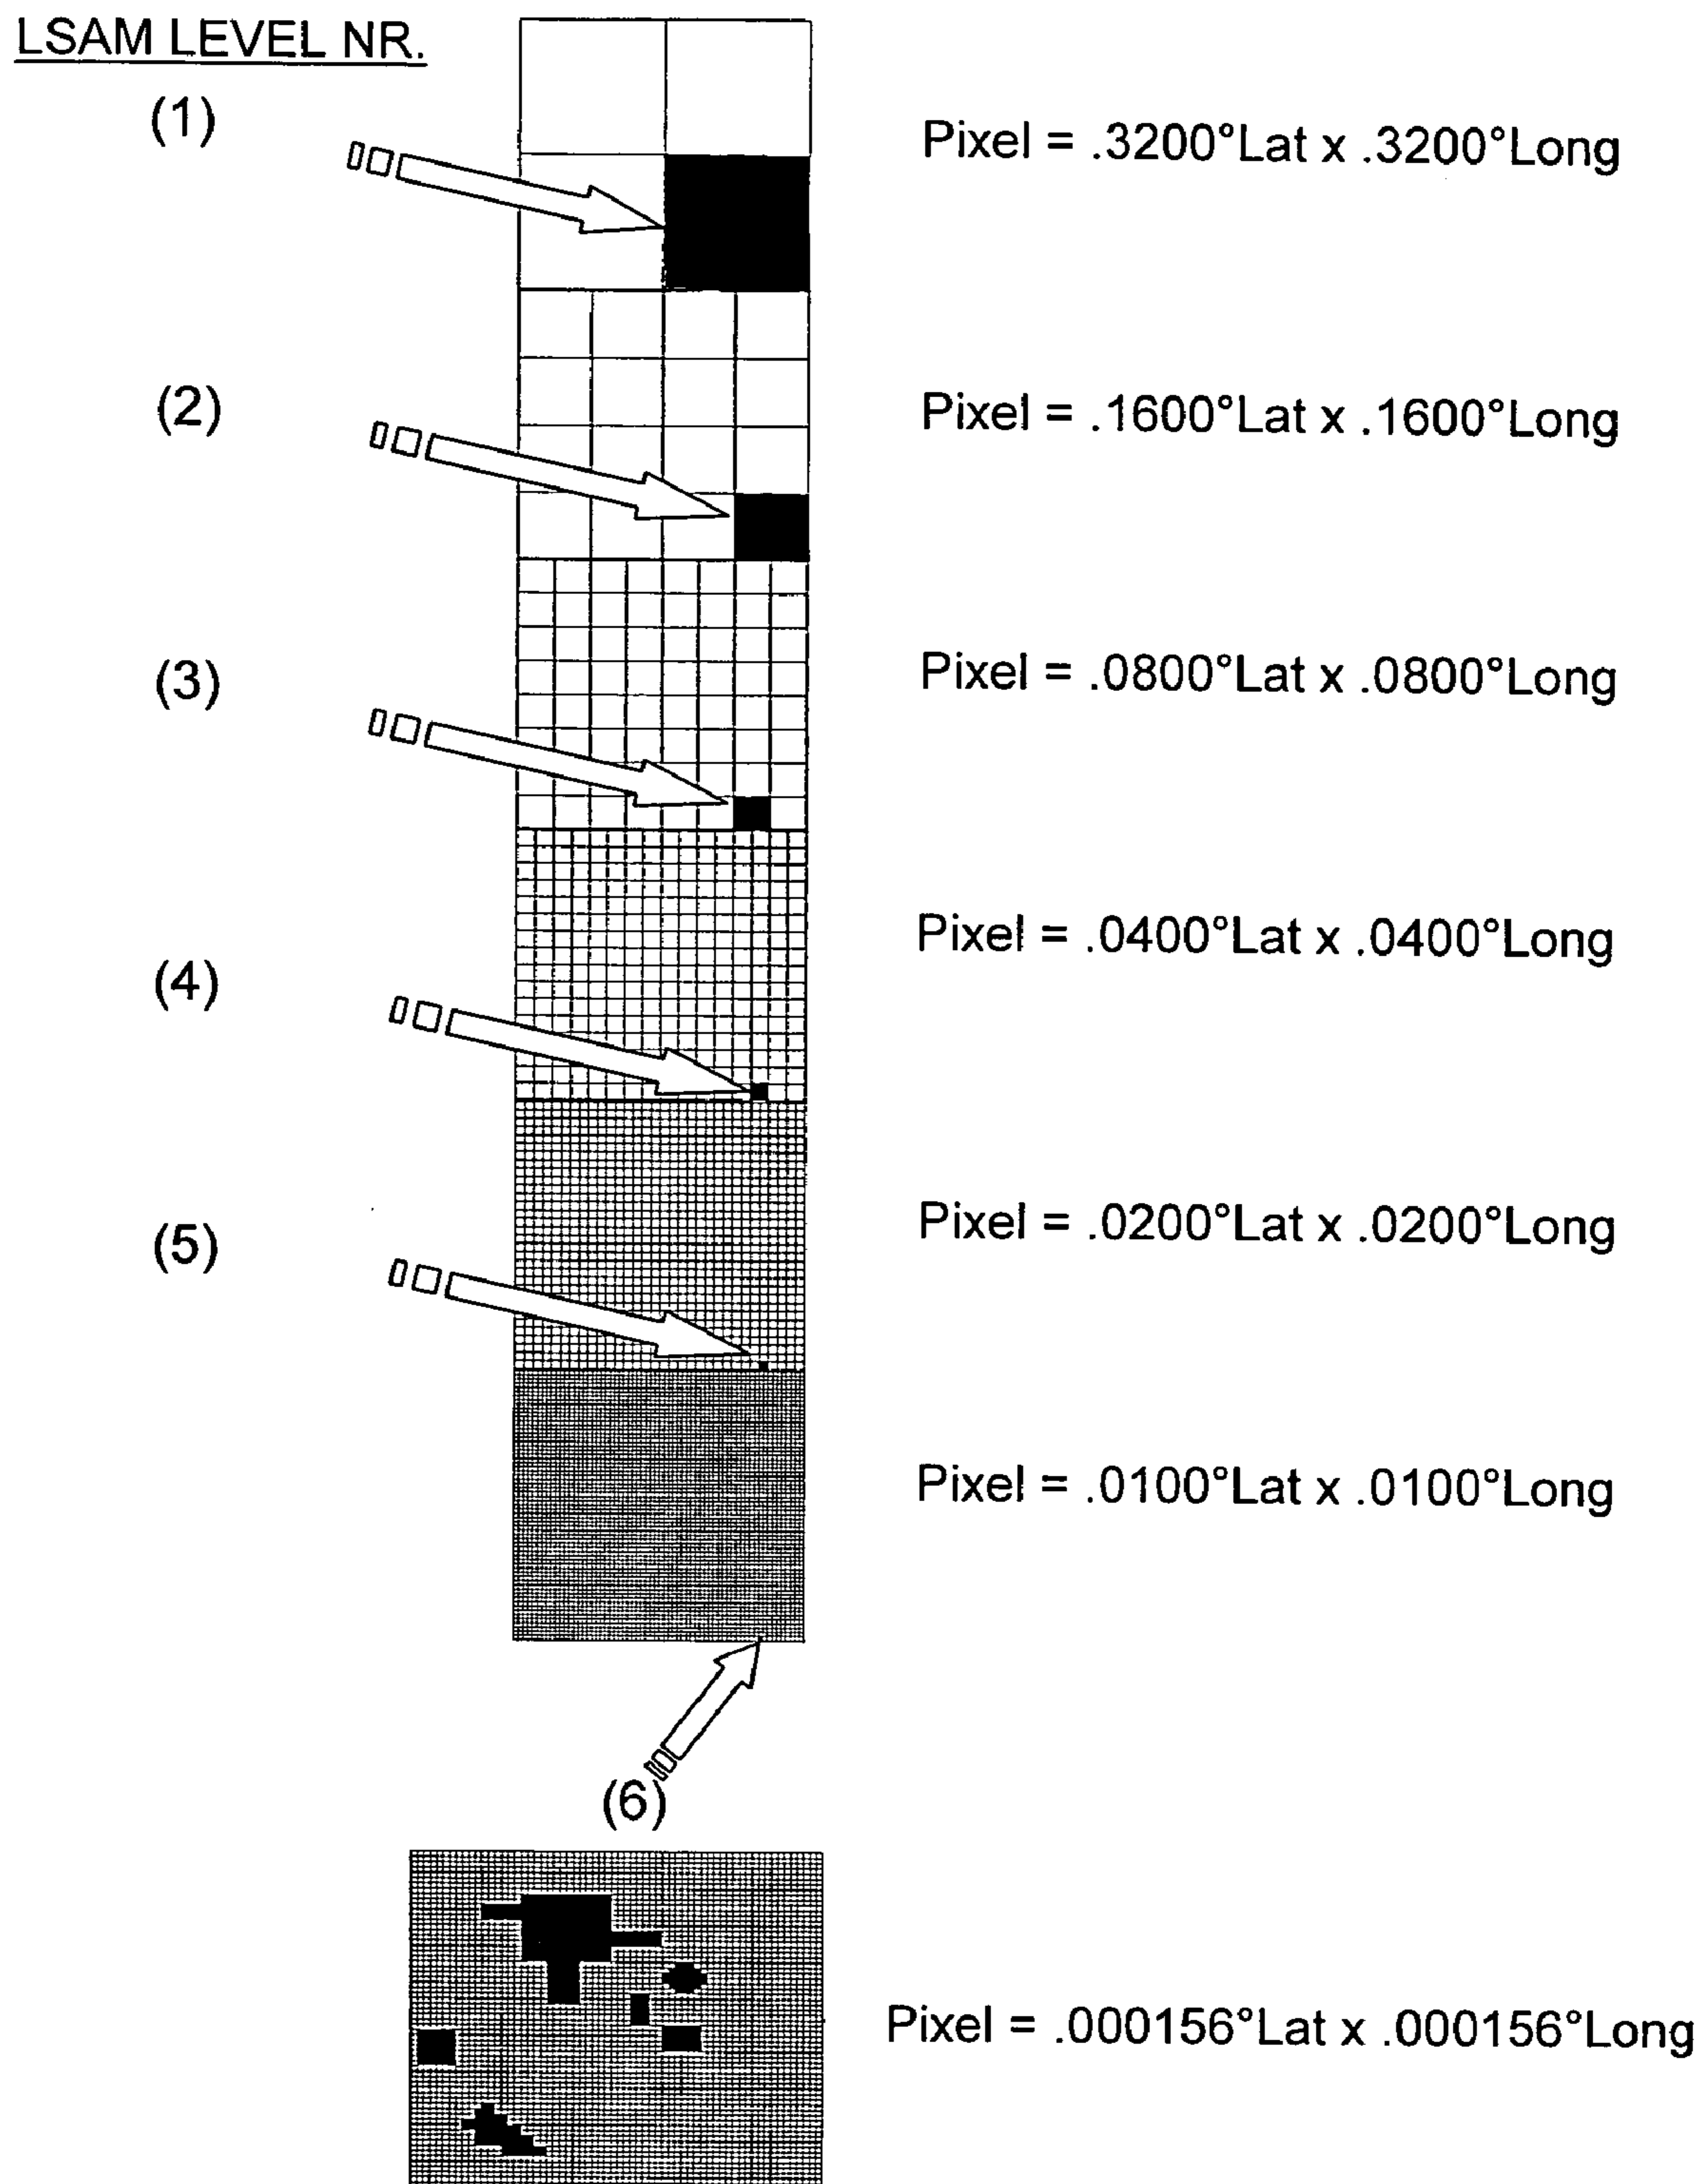 LSAM LEVEL NR.
(1)
Pixel = .3200°Lat x .3200°Long
(2)
Pixel = .1600°Lat x .1600°Long
(3)
Pixel = .0800°Lat x .0800°Long
(4)
Pixel = .0400°Lat x .0400°Long
(5)
Pixel = .0200°Lat x .0200°Long
Pixel = .0100°Lat x .0100°Long
(6)
Pixel = .000156°Lat x .000156°Long